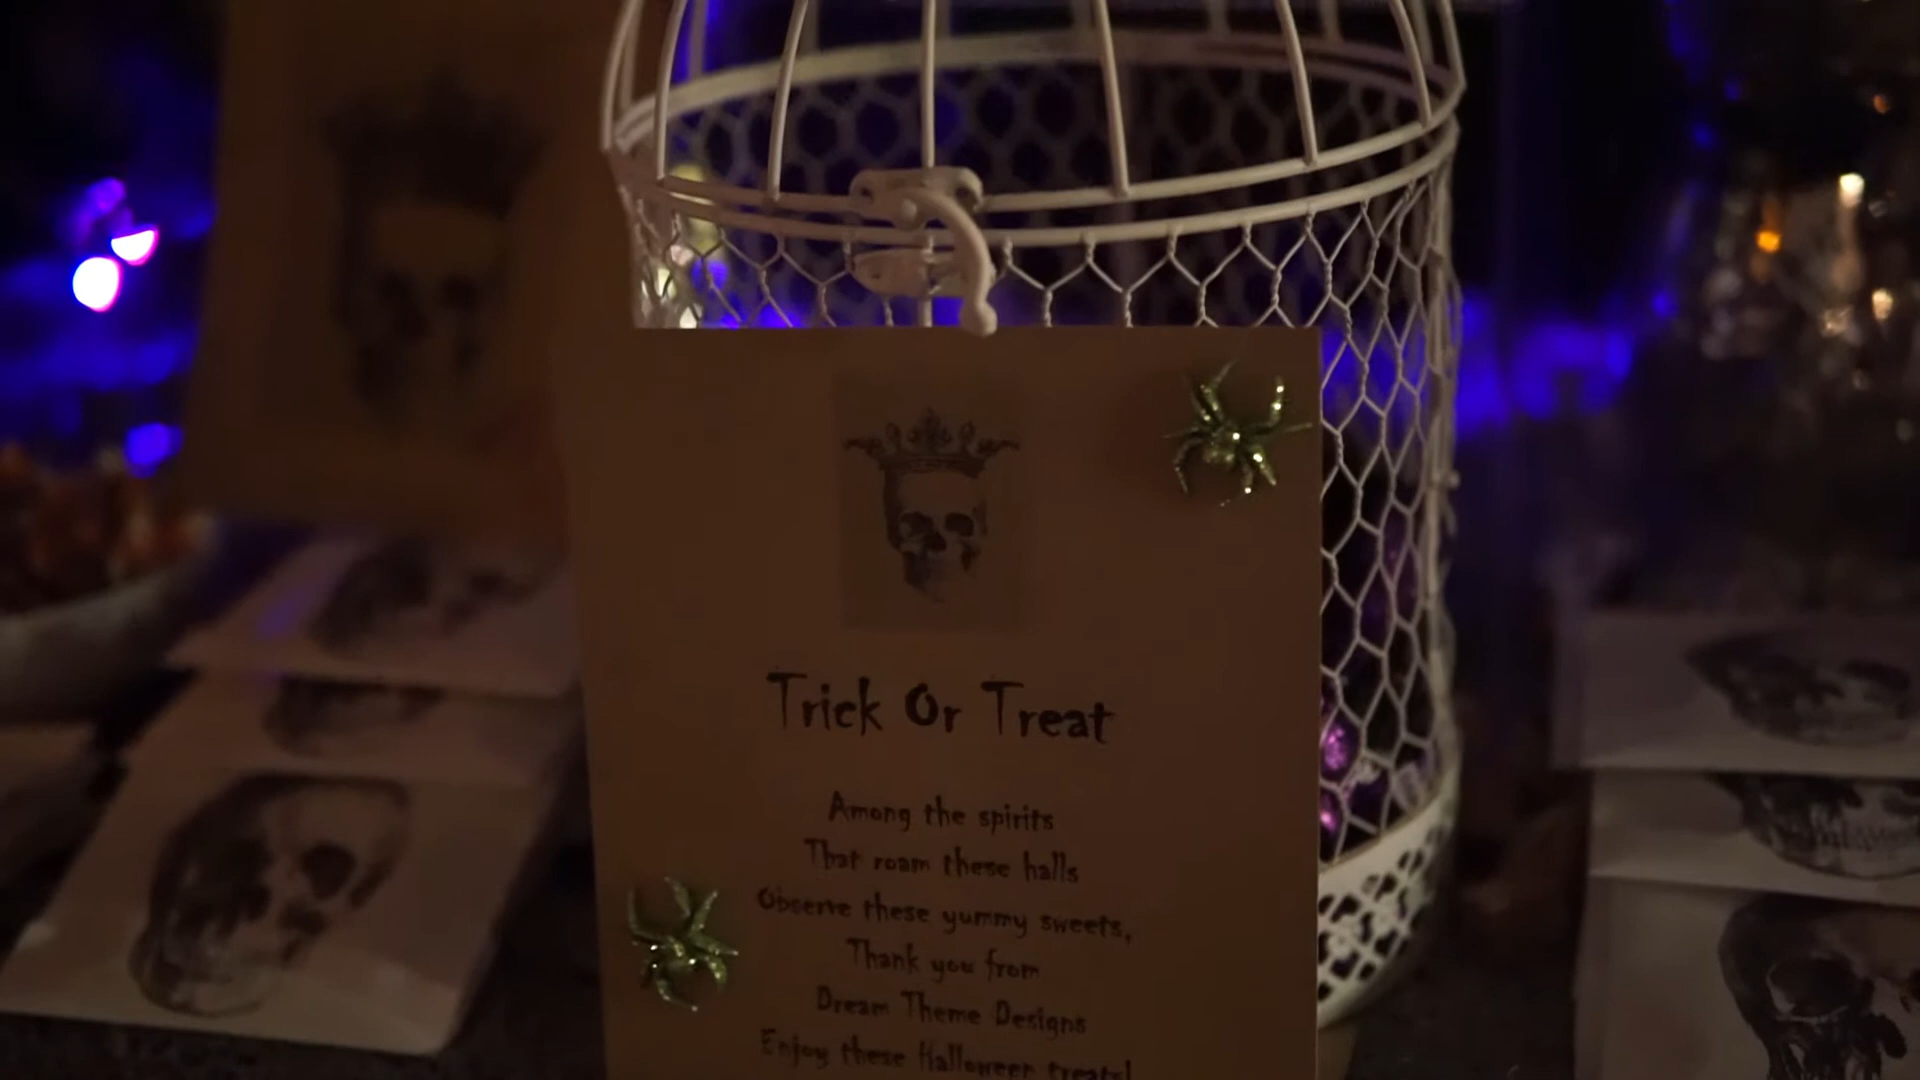 Trick Or Treat
Among the spirits
That roam these halls
Observe these yummy sweets,
Thank you from
Dream Theme Designs
Enjoy these Halloween treats!